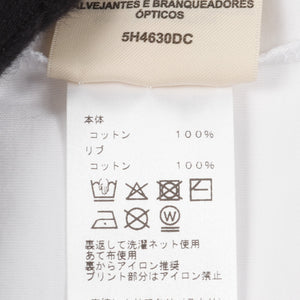 ALVEJANTES E BRANQUEADORES
ÓPTICOS
5H4630DC
本体
コットン 100%
リブ
コットン 100%
W
裏返して洗濯ネット使用
あて布使用
裏からアイロン推奨
プリント部分はアイロン禁止